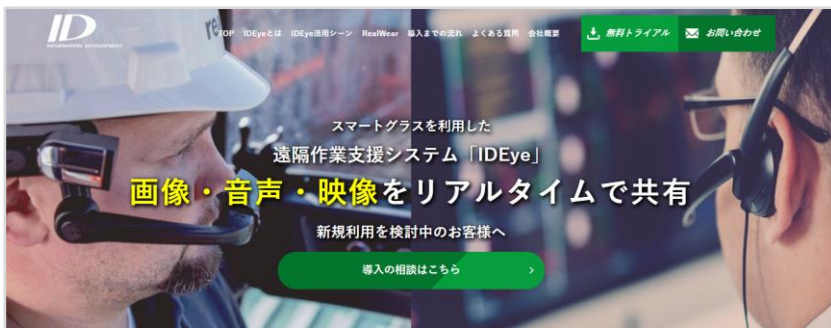 ID
INFORMATION DEVELOPMENT
TOP IDEyeとは IDEye活用シーン RealWear 導入までの流れ よくある質問 会社概要
無料トライアル お問い合わせ
スマートグラスを利用した
遠隔作業支援システム「IDEye」
画像・音声・映像をリアルタイムで共有
新規利用を検討中のお客様へ
導入の相談はこちら